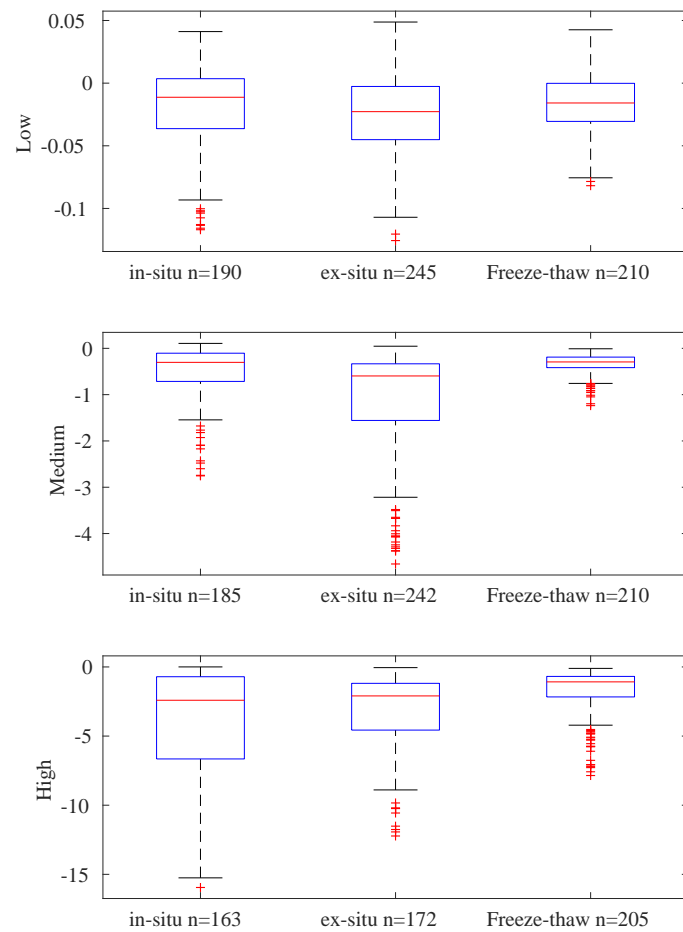 0.05
0
-0.05
-0.1
Low
in-situ n=190 ex-situ n=245 Freeze-thaw n=210
0
-1
-2
-3
-4
Medium
in-situ n=185 ex-situ n=242 Freeze-thaw n=210
0
-5
-10
-15
High
in-situ n=163 ex-situ n=172 Freeze-thaw n=205